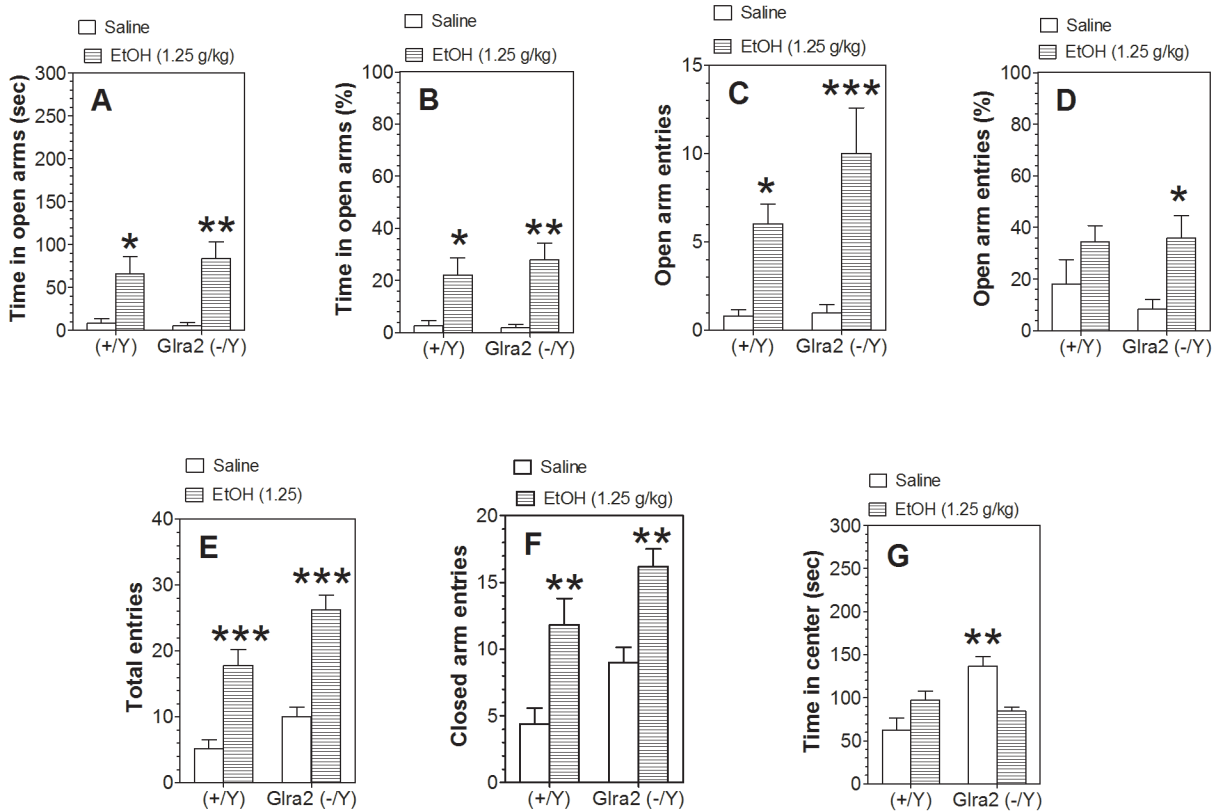 Saline
EtOH (1.25 g/kg)
A
Time in open arms (sec)
300
250
200
150
100
50
0
*
**
(+/Y)
Glra2 (-/Y)
Saline
EtOH (1.25 g/kg)
B
Time in open arms (%)
100
80
60
40
20
0
*
**
(+/Y)
Glra2 (-/Y)
Saline
EtOH (1.25 g/kg)
C
Open arm entries
15
10
5
0
*
***
(+/Y)
Glra2 (-/Y)
Saline
EtOH (1.25 g/kg)
D
Open arm entries (%)
100
80
60
40
20
0
*
(+/Y)
Glra2 (-/Y)
Saline
EtOH (1.25)
E
Total entries
40
30
20
10
0
***
***
(+/Y)
Glra2 (-/Y)
Saline
EtOH (1.25 g/kg)
F
Closed arm entries
20
15
10
5
0
**
**
(+/Y)
Glra2 (-/Y)
Saline
EtOH (1.25 g/kg)
G
Time in center (sec)
300
250
200
150
100
50
0
**
(+/Y)
Glra2 (-/Y)